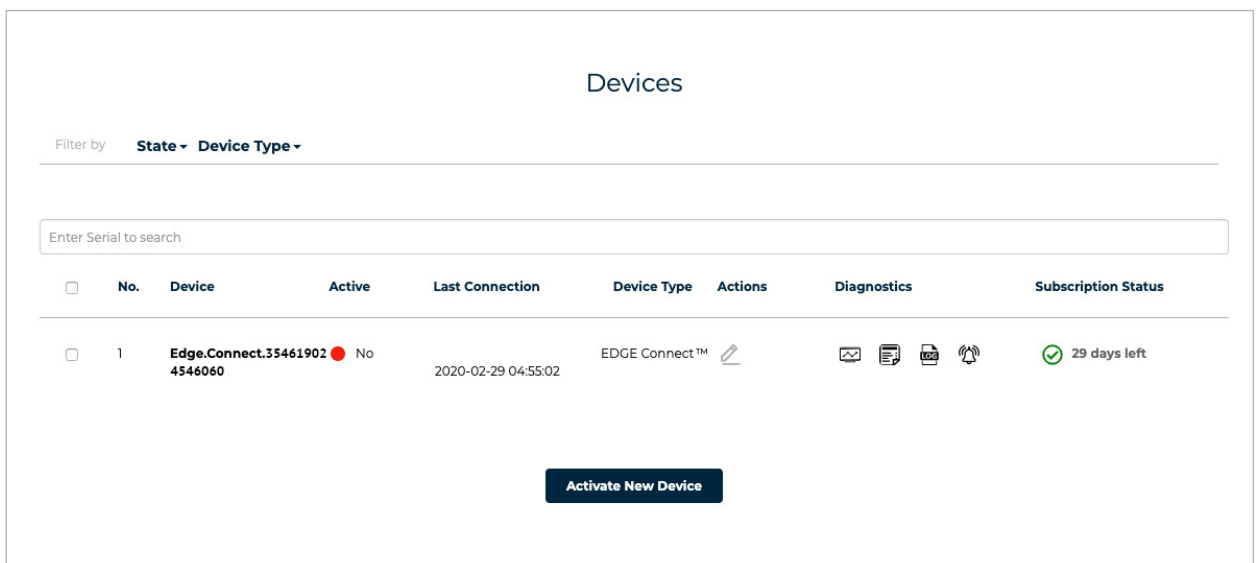 Devices
Filter by State Device Type
Enter Serial to search
No. Device Active Last Connection Device Type Actions Diagnostics Subscription Status
1 Edge.Connect.35461902 No EDGE Connect™ LOG 29 days left
4546060 2020-02-29 04:55:02
Activate New Device